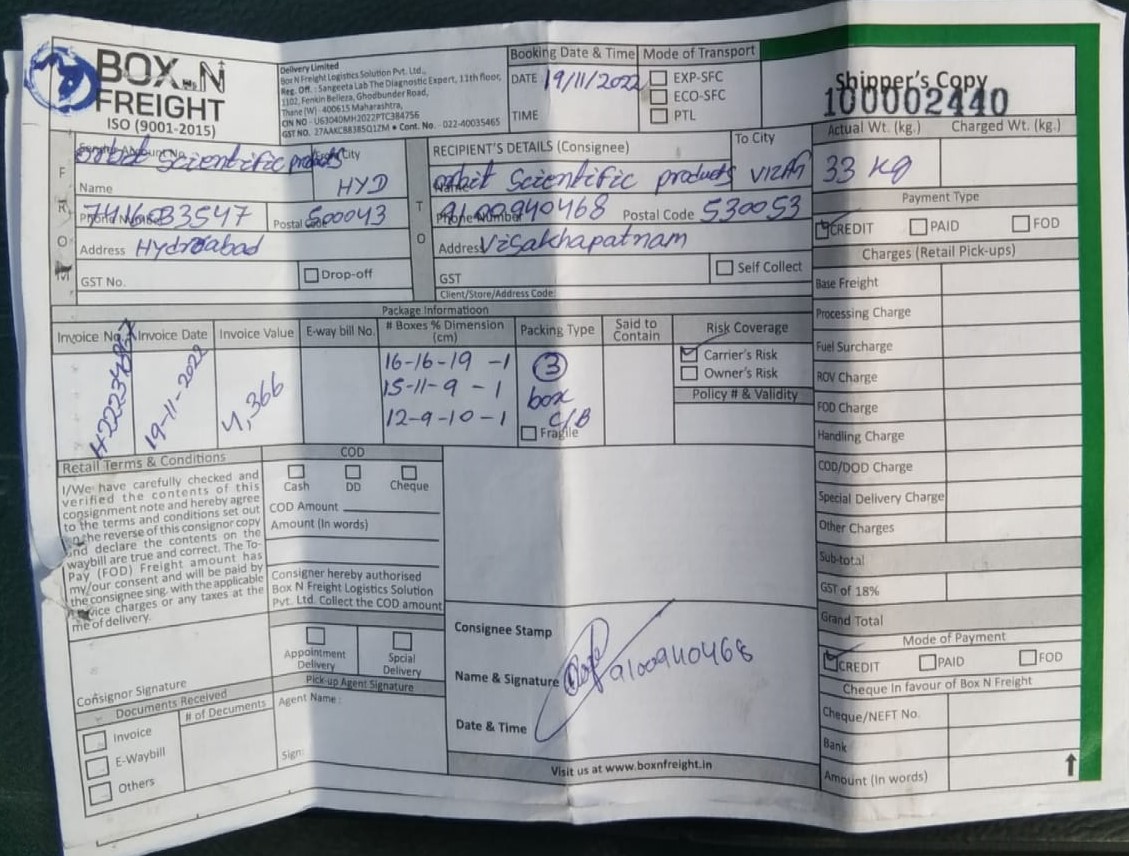 BOX N FREIGHT
ISO (9001-2015)
Delivery Limited
Box N Freight Logistics Solution Pvt. Ltd.,
Reg. Off. : Sangeeta Lab The Diagnostic Expert, 11th floor,
1102, Fenkin Belleza, Ghodbunder Road,
Thane (W) - 400615 Maharashtra,
CIN NO - U63040MH2022PTC384756
GST NO. 27AAKCB8385Q1ZM • Cont. No. - 022-40035465
Booking Date & Time
DATE 19/11/2022
TIME
Mode of Transport
EXP-SFC
ECO-SFC
PTL
Shipper's Copy
100002440
Actual Wt. (kg.) Charged Wt. (kg.)
33 kg
FROM
orbit Scientific products
City
HYD
Name
Phone Number 7416083547 Postal Code 500043
Address Hydrabad
GST No. Drop-off
TO
RECIPIENT'S DETAILS (Consignee) To City
Name orbit Scientific products VIZAG
Phone Number 9100940468 Postal Code 530053
Address Visakhapatnam
GST Self Collect
Client/Store/Address Code:
Payment Type
CREDIT PAID FOD
Charges (Retail Pick-ups)
Base Freight
Processing Charge
Fuel Surcharge
ROV Charge
FOD Charge
Handling Charge
COD/DOD Charge
Special Delivery Charge
Other Charges
Sub-total
GST of 18%
Grand Total
Package Informatioon
Invoice No. Invoice Date Invoice Value E-way bill No. # Boxes % Dimension (cm) Packing Type Said to Contain Risk Coverage
19-11-2022
4,366
16-16-19 -1
15-11-9 - 1
12-9-10 - 1
3
box
C/B
Fragile
Carrier's Risk
Owner's Risk
Policy # & Validity
Retail Terms & Conditions
I/We have carefully checked and
verified the contents of this
consignment note and hereby agree
to the terms and conditions set out
on the reverse of this consignor copy
and declare the contents on the
waybill are true and correct. The To-
Pay (FOD) Freight amount has
my/our consent and will be paid by
the consignee sing. with the applicable
service charges or any taxes at the
me of delivery.
Consignor Signature
COD
Cash DD Cheque
COD Amount
Amount (In words)
Consigner hereby authorised
Box N Freight Logistics Solution
Pvt. Ltd. Collect the COD amount
Appointment Delivery
Spcial Delivery
Pick-up Agent Signature
Agent Name :
Sign:
Documents Received
# of Decuments
Invoice
E-Waybill
Others
Consignee Stamp
Name & Signature 9100940468
Date & Time
Visit us at www.boxnfreight.in
Mode of Payment
CREDIT PAID FOD
Cheque In favour of Box N Freight
Cheque/NEFT No.
Bank
Amount (In words)